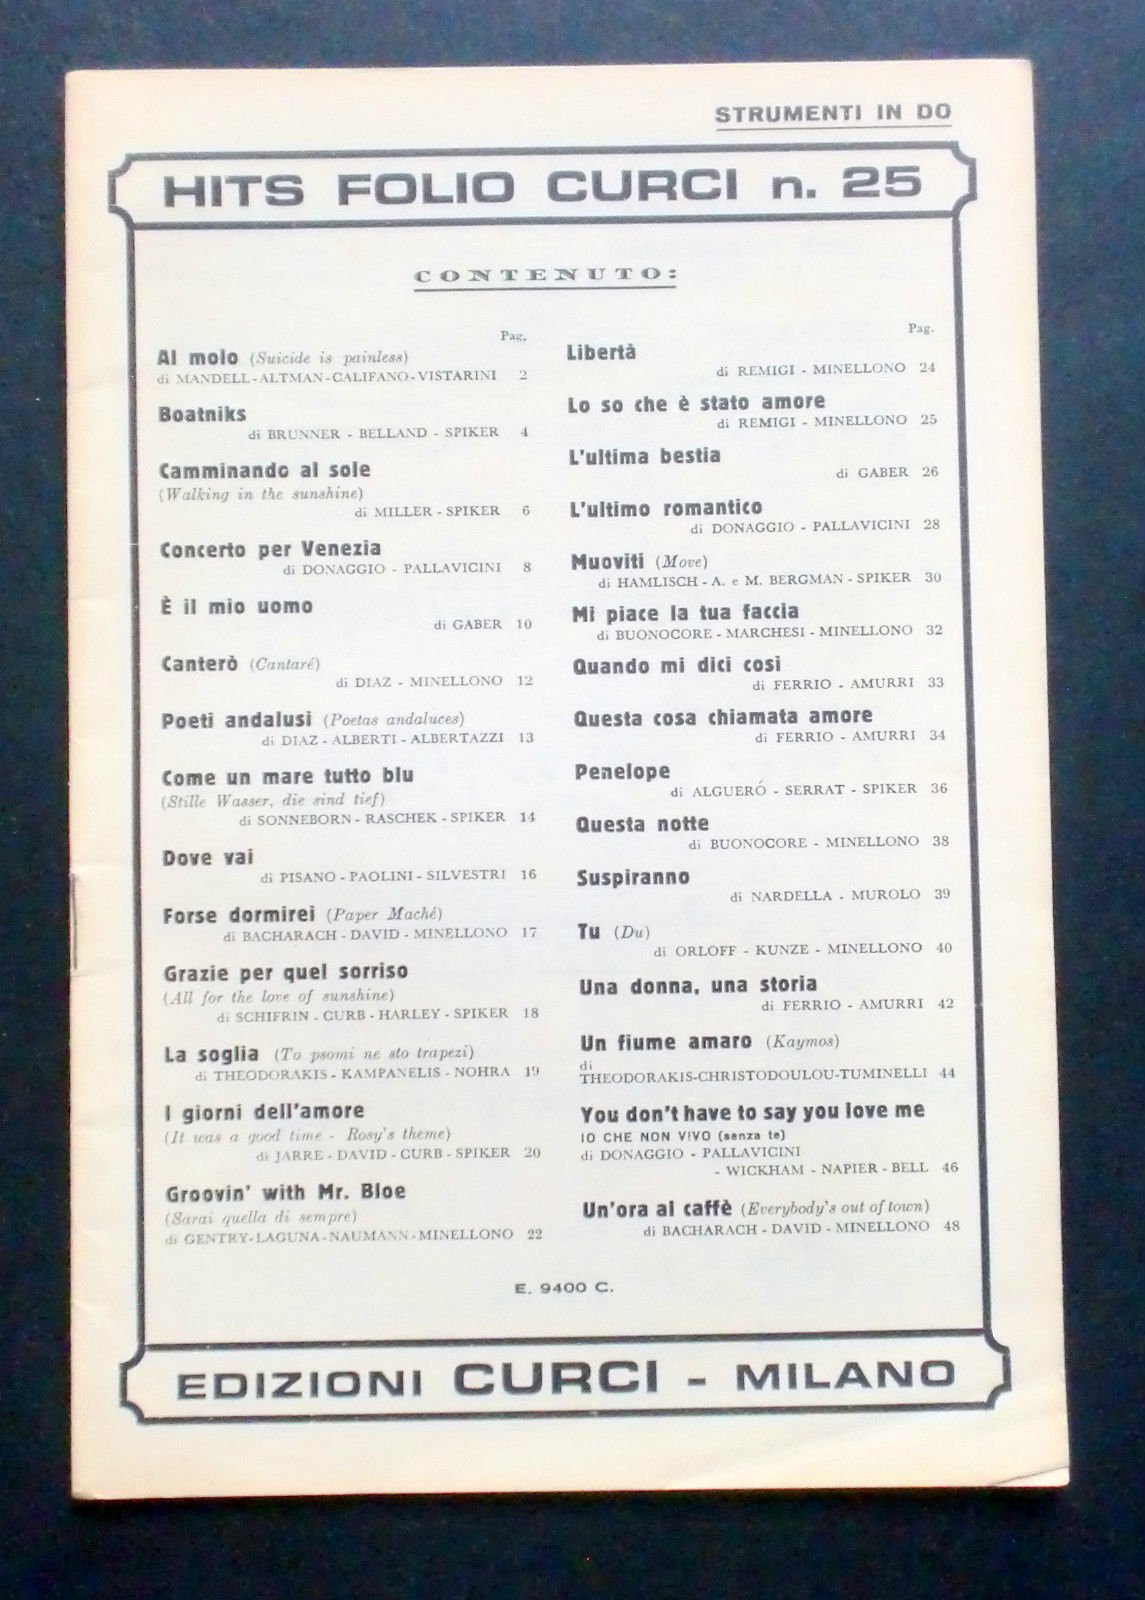 STRUMENTI IN DO
HITS FOLIO CURCI n. 25
CONTENUTO:
Pag.
Al molo (Suicide is painless)
di MANDELL-ALTMAN-CALIFANO-VISTARINI 2
Boatniks
di BRUNNER - BELLAND - SPIKER 4
Camminando al sole
(Walking in the sunshine)
di MILLER - SPIKER 6
Concerto per Venezia
di DONAGGIO - PALLAVICINI 8
È il mio uomo
di GABER 10
Canterò (Cantaré)
di DIAZ - MINELLONO 12
Poeti andalusi (Poetas andaluces)
di DIAZ - ALBERTI - ALBERTAZZI 13
Come un mare tutto blu
(Stille Wasser, die sind tief)
di SONNEBORN - RASCHEK - SPIKER 14
Dove vai
di PISANO - PAOLINI - SILVESTRI 16
Forse dormirei (Paper Maché)
di BACHARACH - DAVID - MINELLONO 17
Grazie per quel sorriso
(All for the love of sunshine)
di SCHIFRIN - CURB - HARLEY - SPIKER 18
La soglia (To psomi ne sto trapezi)
di THEODORAKIS - KAMPANELIS - NOHRA 19
I giorni dell'amore
(It was a good time - Rosy's theme)
di JARRE - DAVID - CURB - SPIKER 20
Groovin' with Mr. Bloe
(Sarai quella di sempre)
di GENTRY-LAGUNA-NAUMANN-MINELLONO 22
Pag.
Libertà
di REMIGI - MINELLONO 24
Lo so che è stato amore
di REMIGI - MINELLONO 25
L'ultima bestia
di GABER 26
L'ultimo romantico
di DONAGGIO - PALLAVICINI 28
Muoviti (Move)
di HAMLISCH - A. e M. BERGMAN - SPIKER 30
Mi piace la tua faccia
di BUONOCORE - MARCHESI - MINELLONO 32
Quando mi dici così
di FERRIO - AMURRI 33
Questa cosa chiamata amore
di FERRIO - AMURRI 34
Penelope
di ALGUERÓ - SERRAT - SPIKER 36
Questa notte
di BUONOCORE - MINELLONO 38
Suspiranno
di NARDELLA - MUROLO 39
Tu (Du)
di ORLOFF - KUNZE - MINELLONO 40
Una donna, una storia
di FERRIO - AMURRI 42
Un fiume amaro (Kaymos)
di
THEODORAKIS-CHRISTODOULOU-TUMINELLI 44
You don't have to say you love me
IO CHE NON VIVO (senza te)
di DONAGGIO - PALLAVICINI
- WICKHAM - NAPIER - BELL 46
Un'ora al caffè (Everybody's out of town)
di BACHARACH - DAVID - MINELLONO 48
E. 9400 C.
EDIZIONI CURCI - MILANO